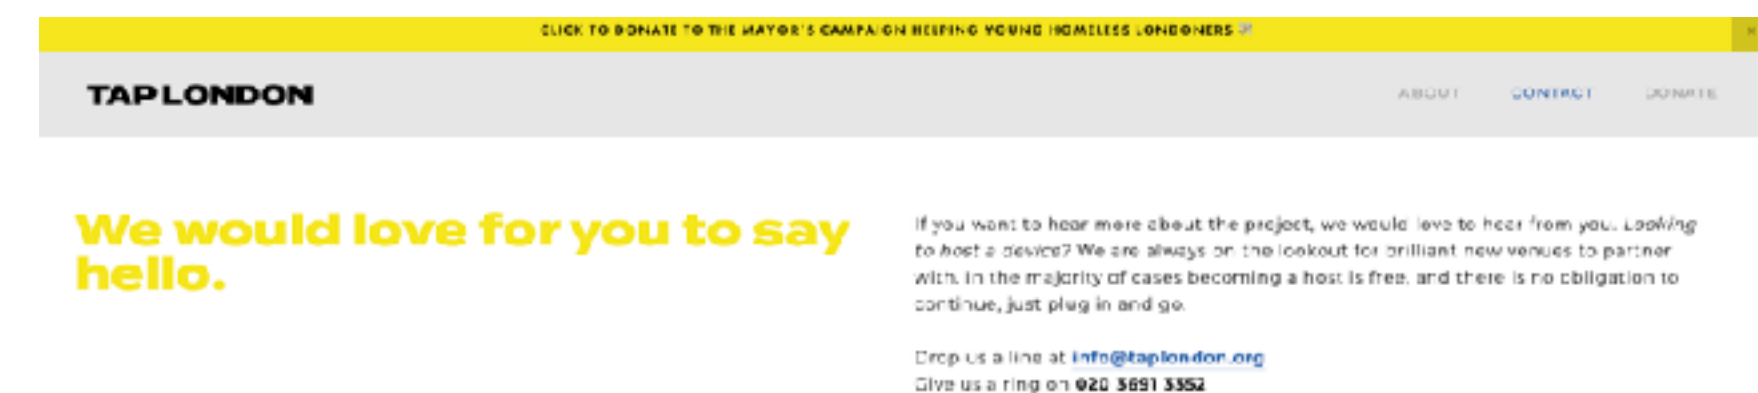 CLICK TO DONATE TO THE MAYOR'S CAMPAIGN HELPING YOUNG HOMELESS LONDONERS
TAP LONDON
ABOUT CONTACT DONATE
We would love for you to say
hello.
If you want to hear more about the project, we would love to hear from you. Looking
to host a device? We are always on the lookout for brilliant new venues to partner
with. In the majority of cases becoming a host is free, and there is no obligation to
continue, just plug in and go.
Drop us a line at info@taplondon.org
Give us a ring on 020 3691 3352